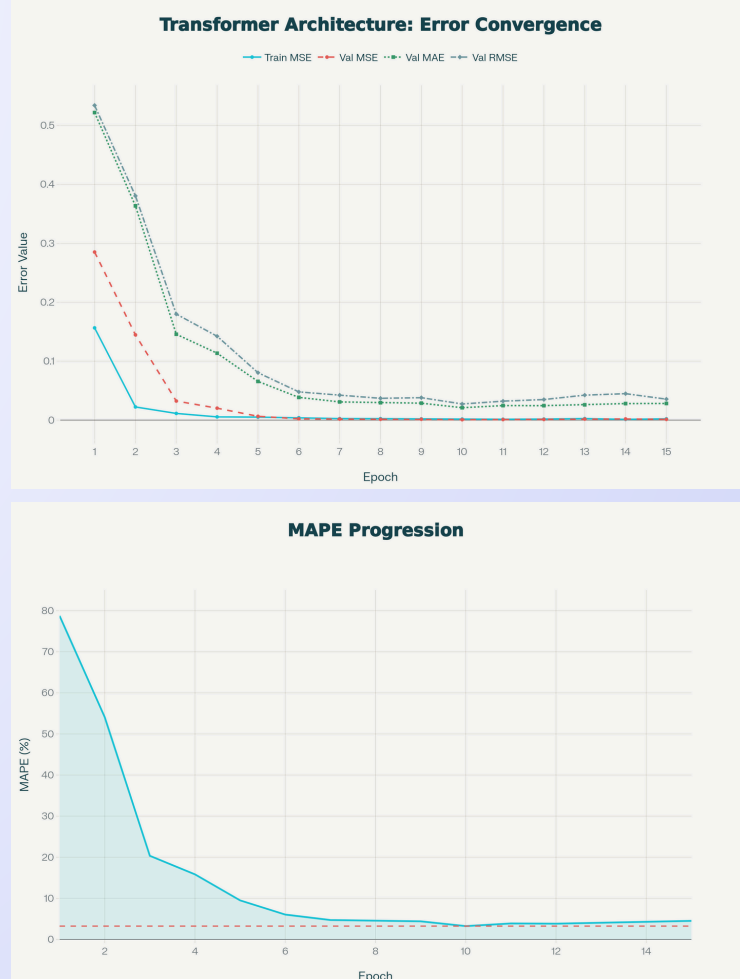 Transformer Architecture: Error Convergence
Train MSE Val MSE Val MAE Val RMSE
0.5
0.4
0.3
0.2
0.1
0
Error Value
1 2 3 4 5 6 7 8 9 10 11 12 13 14 15
Epoch
MAPE Progression
80
70
60
50
40
30
20
10
0
MAPE (%)
2 4 6 8 10 12 14
Epoch